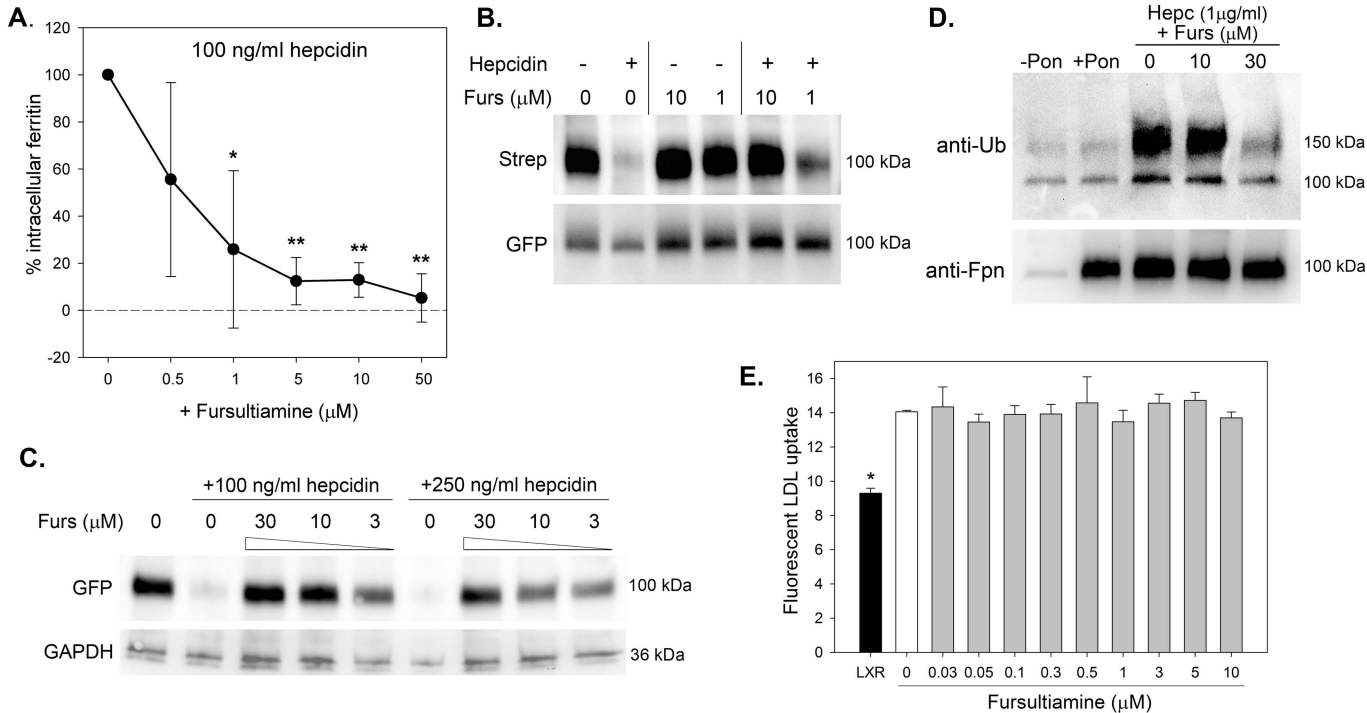 A.
100 ng/ml hepcidin
% intracellular ferritin
120
100
80
60
40
20
0
-20
*
**
**
**
0 0.5 1 5 10 50
+ Fursultiamine (μM)
B.
Hepcidin - + - - + +
Furs (μM) 0 0 10 1 10 1
Strep 100 kDa
GFP 100 kDa
C.
+100 ng/ml hepcidin +250 ng/ml hepcidin
Furs (μM) 0 0 30 10 3 0 30 10 3
GFP 100 kDa
GAPDH 36 kDa
D.
Hepc (1μg/ml)
+ Furs (μM)
-Pon +Pon 0 10 30
anti-Ub 150 kDa
100 kDa
anti-Fpn 100 kDa
E.
Fluorescent LDL uptake
16
14
12
10
8
6
4
2
0
*
LXR 0 0.03 0.05 0.1 0.3 0.5 1 3 5 10
Fursultiamine (μM)